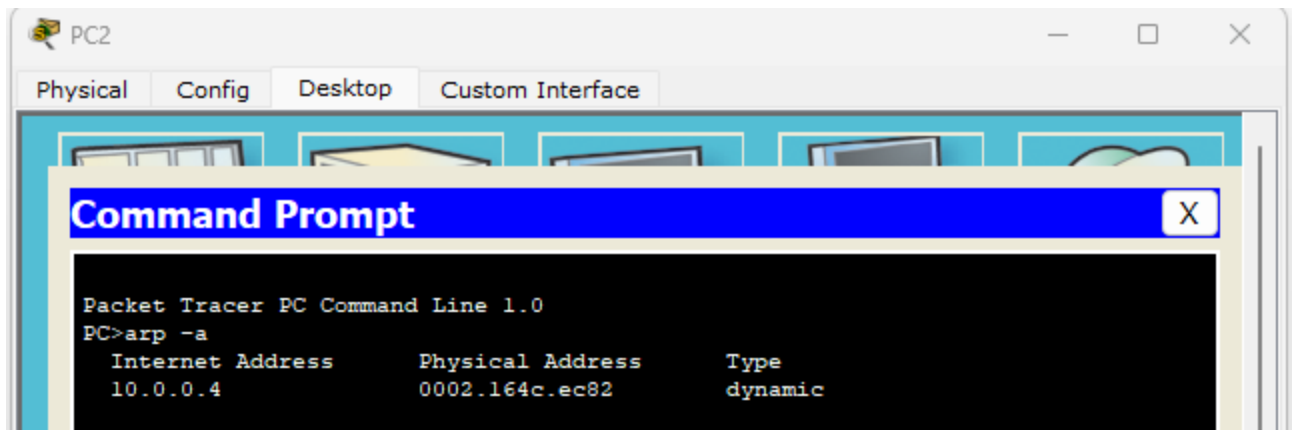 PC2
Physical Config Desktop Custom Interface
Command Prompt X
Packet Tracer PC Command Line 1.0
PC>arp -a
Internet Address Physical Address Type
10.0.0.4 0002.164c.ec82 dynamic